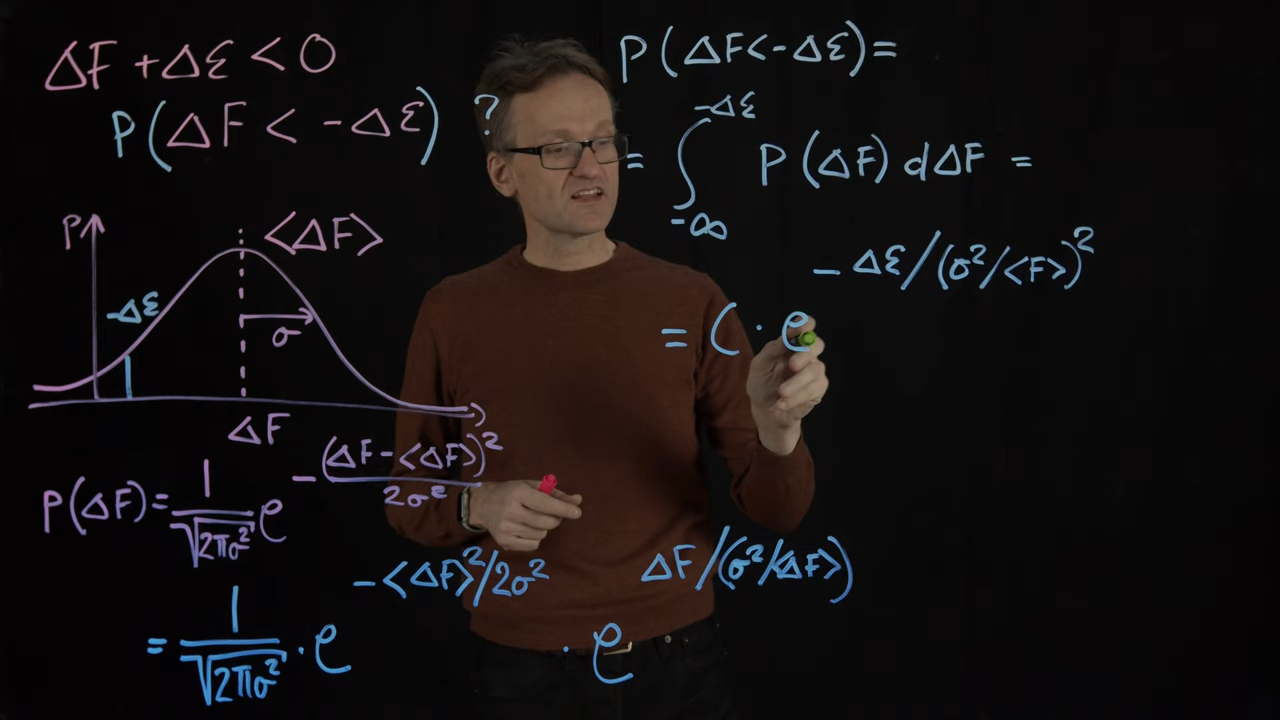 ΔF + Δε < 0
P(ΔF < -Δε) ?
P
<ΔF>
-Δε
σ
ΔF
P(ΔF) = 1/√2πσ² e -(ΔF-<ΔF>)²/2σ²
= 1/√2πσ² · e -<ΔF>²/2σ² · e ΔF/(σ²/<ΔF>)
P(ΔF<-Δε) =
= ∫ -∞ -Δε P(ΔF) dΔF =
= C · e -Δε/(σ²/<F>)²